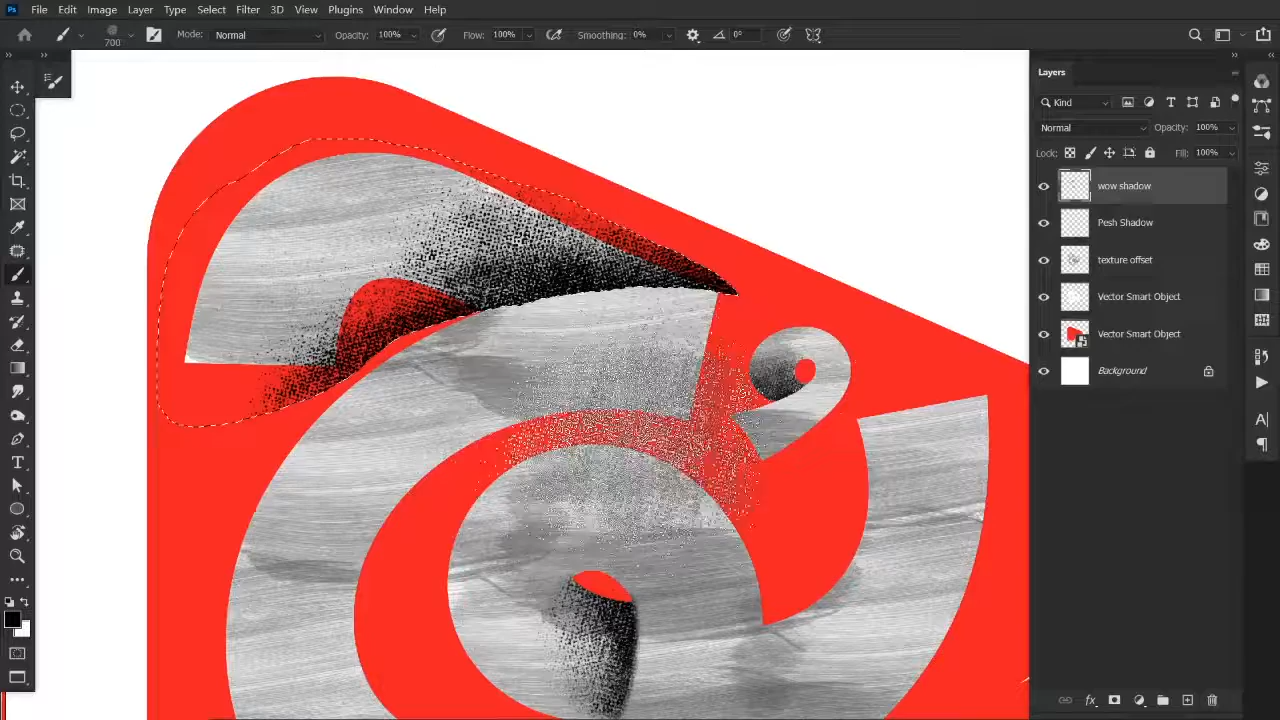 Ps File Edit Image Layer Type Select Filter 3D View Plugins Window Help
700 Mode: Normal Opacity: 100% Flow: 100% Smoothing: 0% 0°
Layers
Kind
Normal Opacity: 100%
Lock: Fill: 100%
wow shadow
Pesh Shadow
texture offset
Vector Smart Object
Vector Smart Object
Background
fx